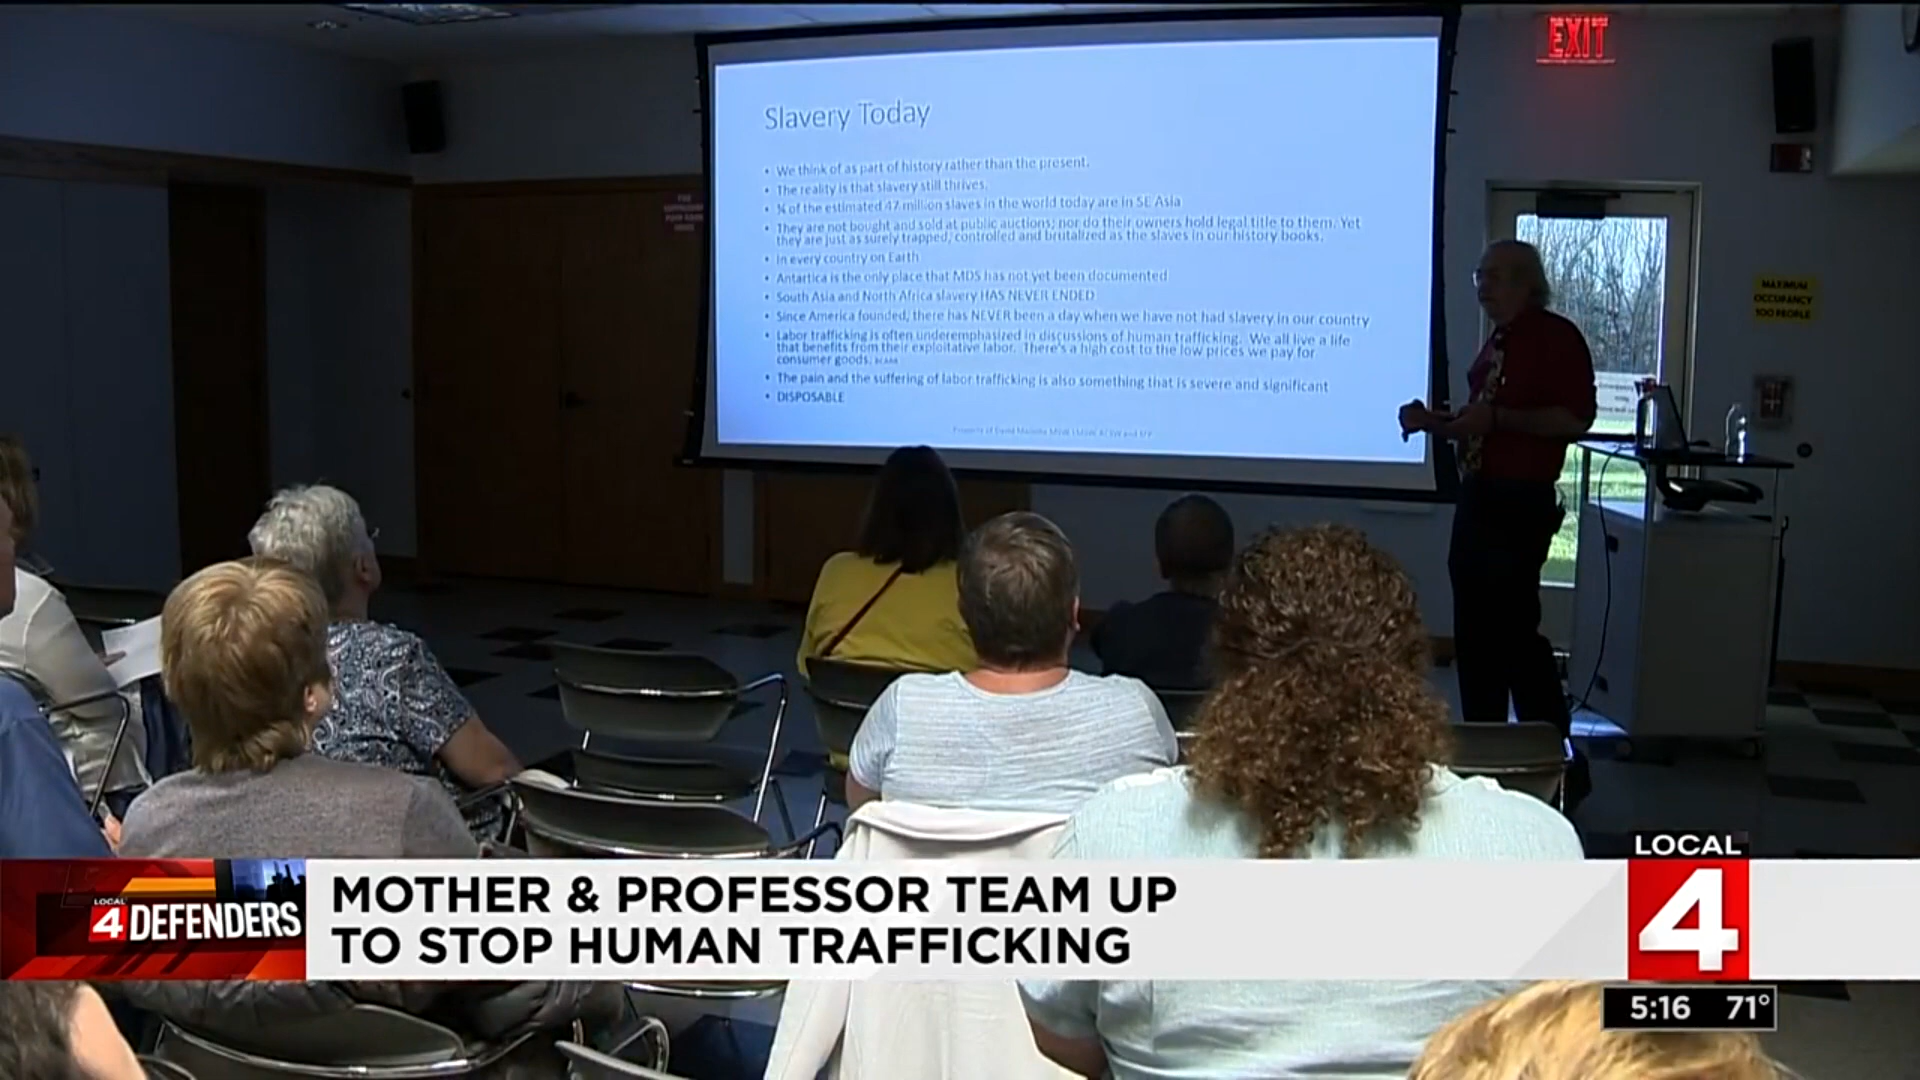 EXIT
Slavery Today
• We think of as part of history rather than the present.
• The reality is that slavery still thrives.
• ¾ of the estimated 47 million slaves in the world today are in SE Asia
• They are not bought and sold at public auctions; nor do their owners hold legal title to them. Yet
they are just as surely trapped, controlled and brutalized as the slaves in our history books.
• In every country on Earth
• Antartica is the only place that MDS has not yet been documented
• South Asia and North Africa slavery HAS NEVER ENDED
• Since America founded, there has NEVER been a day when we have not had slavery in our country
• Labor trafficking is often underemphasized in discussions of human trafficking. We all live a life
that benefits from their exploitative labor. There's a high cost to the low prices we pay for
consumer goods.
• The pain and the suffering of labor trafficking is also something that is severe and significant
• DISPOSABLE
Property of David
MAXIMUM
OCCUPANCY
100 PEOPLE
LOCAL
4 DEFENDERS
MOTHER & PROFESSOR TEAM UP
TO STOP HUMAN TRAFFICKING
LOCAL
4
5:16 71°